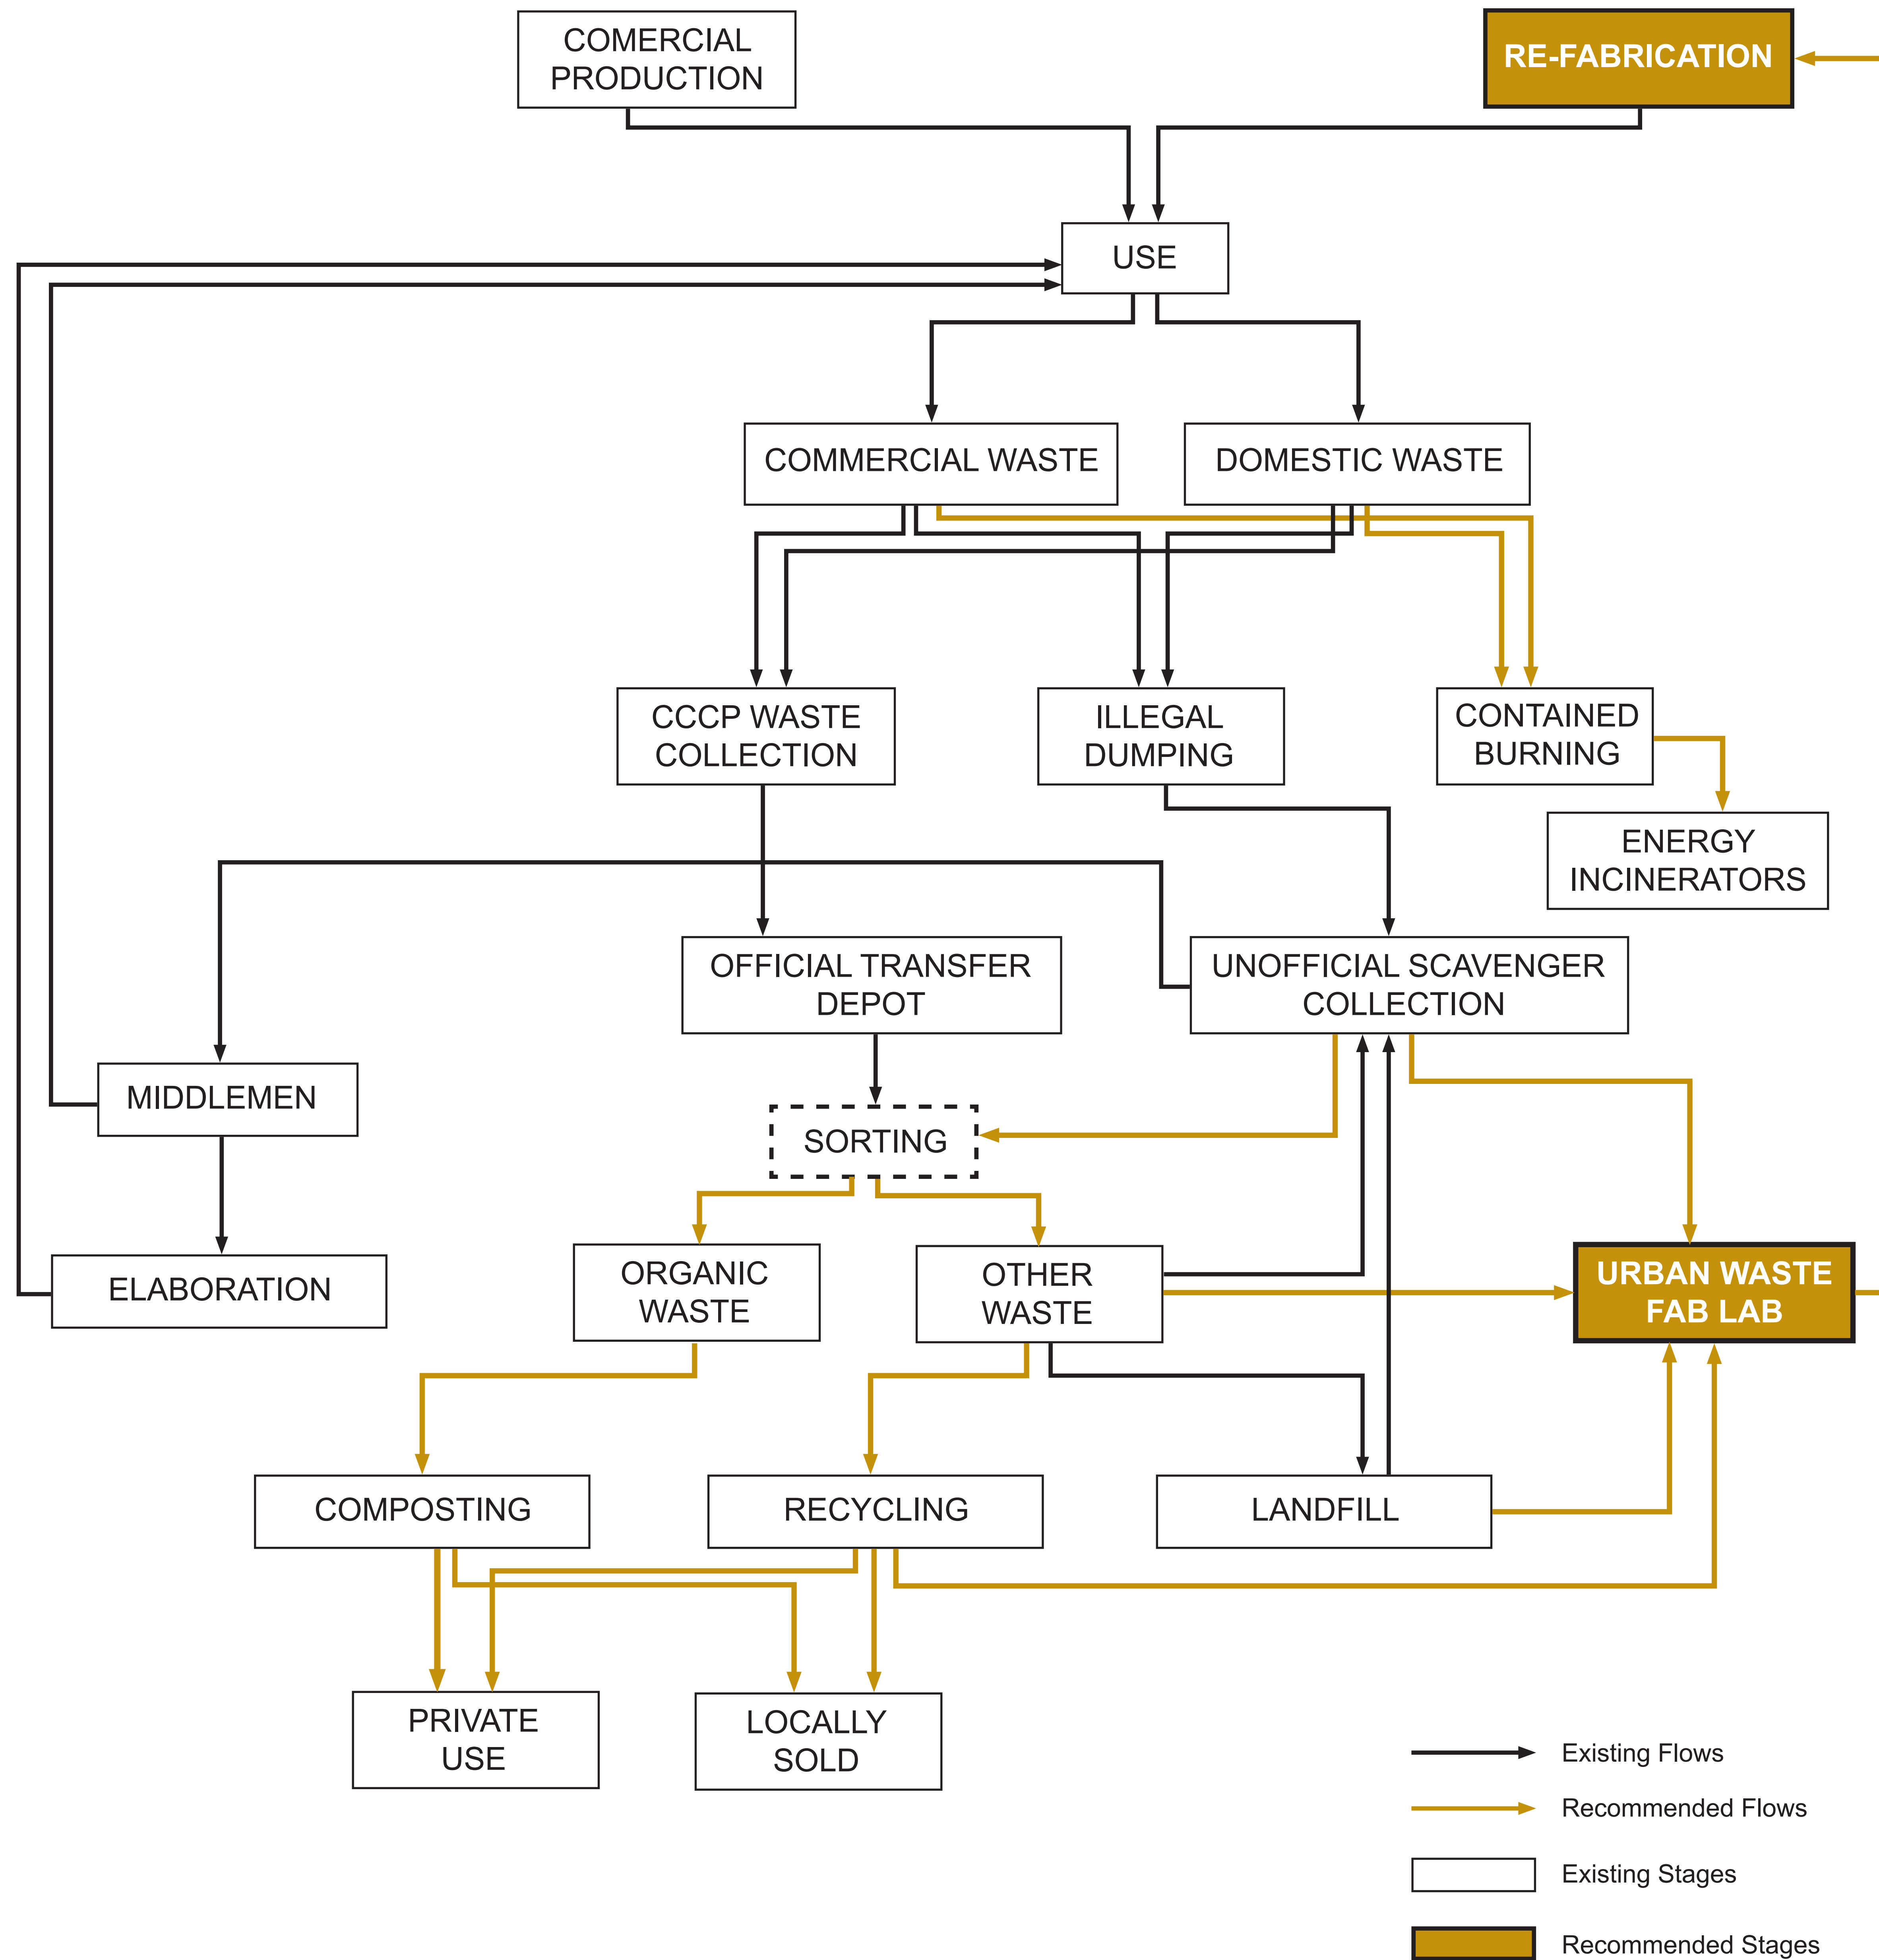 COMERCIAL
PRODUCTION
RE-FABRICATION
USE
COMMERCIAL WASTE
DOMESTIC WASTE
CCCP WASTE
COLLECTION
ILLEGAL
DUMPING
CONTAINED
BURNING
ENERGY
INCINERATORS
OFFICIAL TRANSFER
DEPOT
UNOFFICIAL SCAVENGER
COLLECTION
MIDDLEMEN
SORTING
ELABORATION
ORGANIC
WASTE
OTHER
WASTE
URBAN WASTE
FAB LAB
COMPOSTING
RECYCLING
LANDFILL
PRIVATE
USE
LOCALLY
SOLD
Existing Flows
Recommended Flows
Existing Stages
Recommended Stages